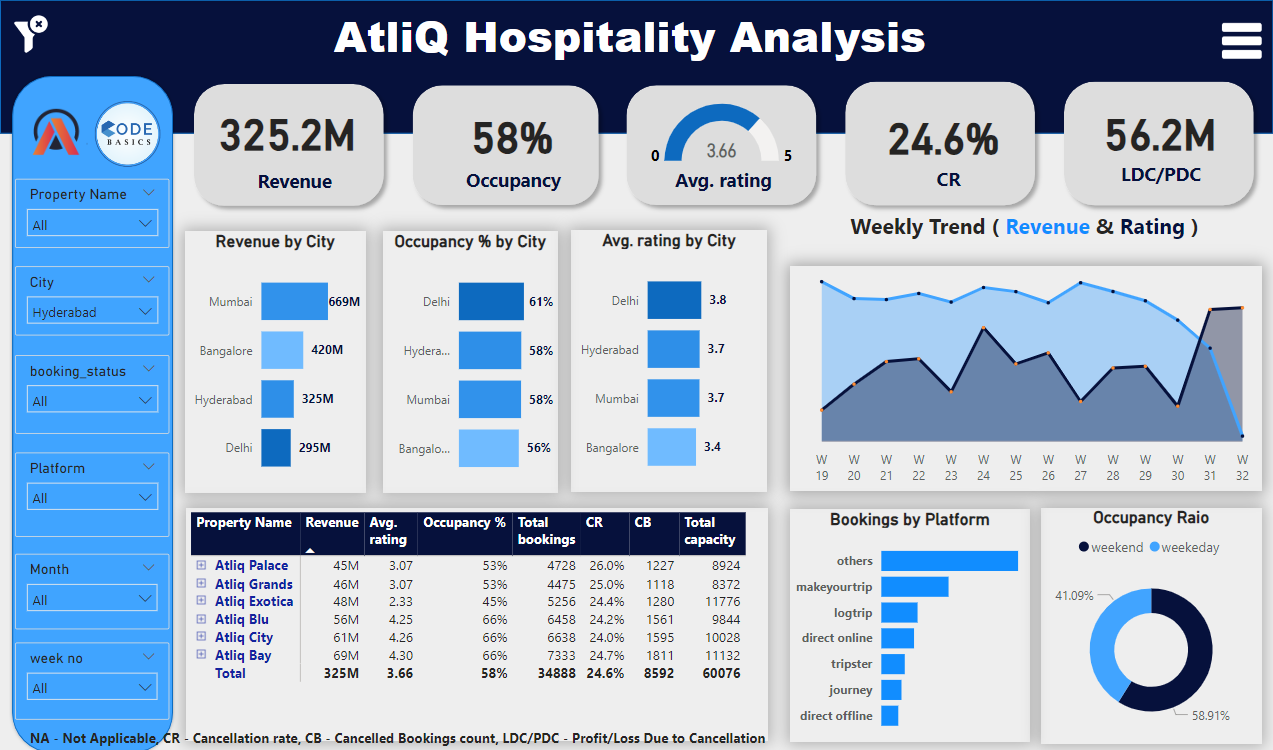 AtliQ Hospitality Analysis
CODE
BASICS
Property Name
All
City
Hyderabad
booking_status
All
Platform
All
Month
All
week no
All
325.2M
Revenue
58%
Occupancy
0 3.66 5
Avg. rating
24.6%
CR
56.2M
LDC/PDC
Revenue by City
Mumbai 669M
Bangalore 420M
Hyderabad 325M
Delhi 295M
Occupancy % by City
Delhi 61%
Hydera... 58%
Mumbai 58%
Bangalo... 56%
Avg. rating by City
Delhi 3.8
Hyderabad 3.7
Mumbai 3.7
Bangalore 3.4
Weekly Trend ( Revenue & Rating )
W W W W W W W W W W W W W W
19 20 21 22 23 24 25 26 27 28 29 30 31 32
Property Name Revenue Avg. rating Occupancy % Total bookings CR CB Total capacity
Atliq Palace 45M 3.07 53% 4728 26.0% 1227 8924
Atliq Grands 46M 3.07 53% 4475 25.0% 1118 8372
Atliq Exotica 48M 2.33 45% 5256 24.4% 1280 11776
Atliq Blu 56M 4.25 66% 6458 24.2% 1561 9844
Atliq City 61M 4.26 66% 6638 24.0% 1595 10028
Atliq Bay 69M 4.30 66% 7333 24.7% 1811 11132
Total 325M 3.66 58% 34888 24.6% 8592 60076
Bookings by Platform
others
makeyourtrip
logtrip
direct online
tripster
journey
direct offline
Occupancy Raio
weekend weekeday
41.09%
58.91%
NA - Not Applicable, CR - Cancellation rate, CB - Cancelled Bookings count, LDC/PDC - Profit/Loss Due to Cancellation